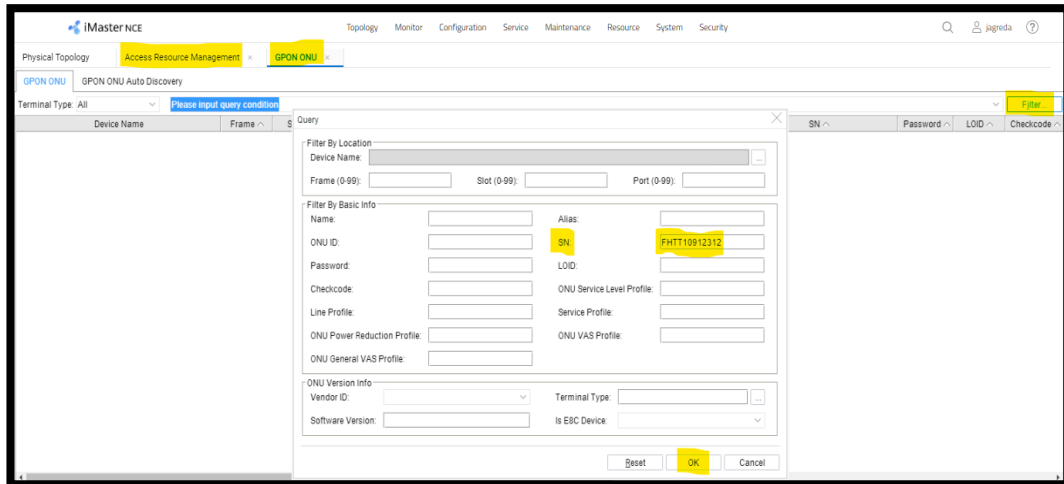 iMaster NCE Topology Monitor Configuration Service Maintenance Resource System Security jagreda
Physical Topology Access Resource Management × GPON ONU ×
GPON ONU GPON ONU Auto Discovery
Terminal Type: All Please input query condition Filter...
Device Name Frame S SN Password LOID Checkcode
Query
Filter By Location
Device Name: ...
Frame (0-99): Slot (0-99): Port (0-99):
Filter By Basic Info
Name: Alias:
ONU ID: SN: FHTT10912312
Password: LOID:
Checkcode: ONU Service Level Profile:
Line Profile: Service Profile:
ONU Power Reduction Profile: ONU VAS Profile:
ONU General VAS Profile:
ONU Version Info
Vendor ID: Terminal Type: ...
Software Version: Is E8C Device:
Reset OK Cancel